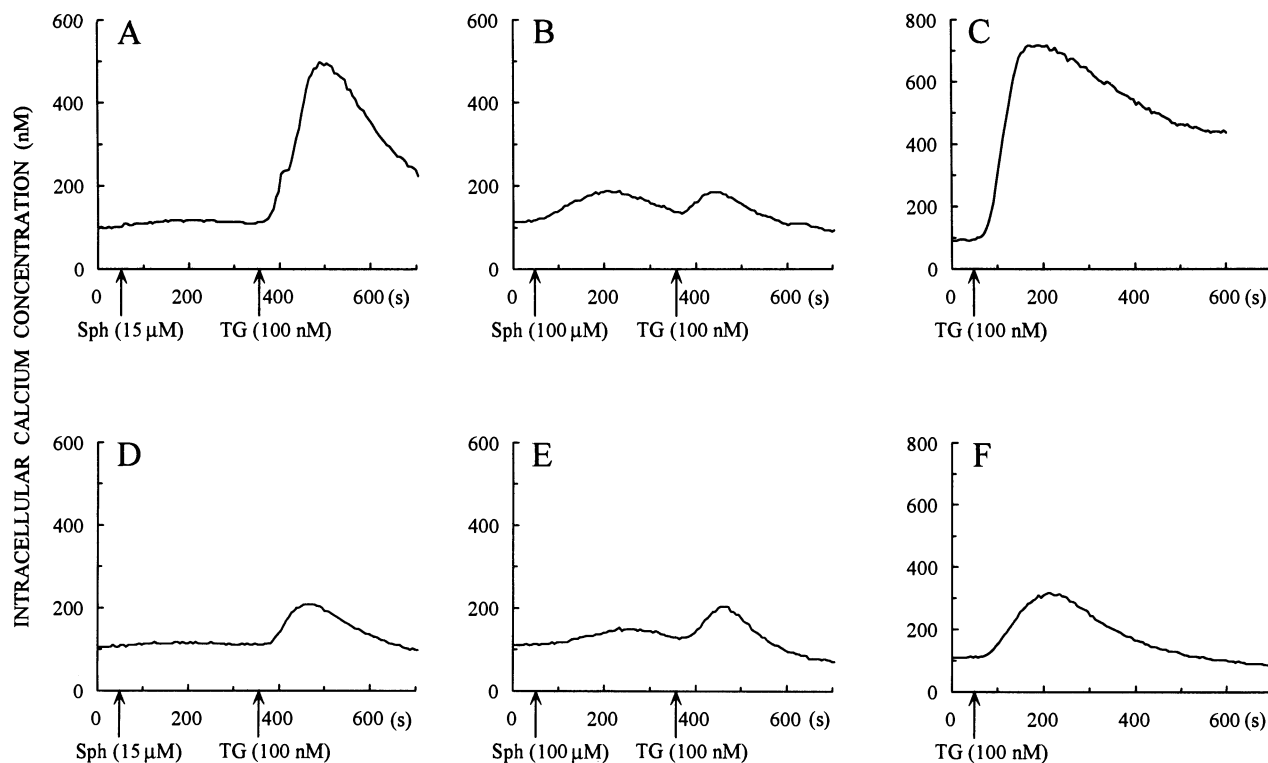 INTRACELLULAR CALCIUM CONCENTRATION (nM)
A
600
400
200
0
0 200 400 600 (s)
Sph (15 µM) TG (100 nM)
B
600
400
200
0
0 200 400 600 (s)
Sph (100 µM) TG (100 nM)
C
800
600
400
200
0
0 200 400 600
TG (100 nM)
D
600
400
200
0
0 200 400 600 (s)
Sph (15 µM) TG (100 nM)
E
600
400
200
0
0 200 400 600 (s)
Sph (100 µM) TG (100 nM)
F
800
600
400
200
0
0 200 400 600
TG (100 nM)